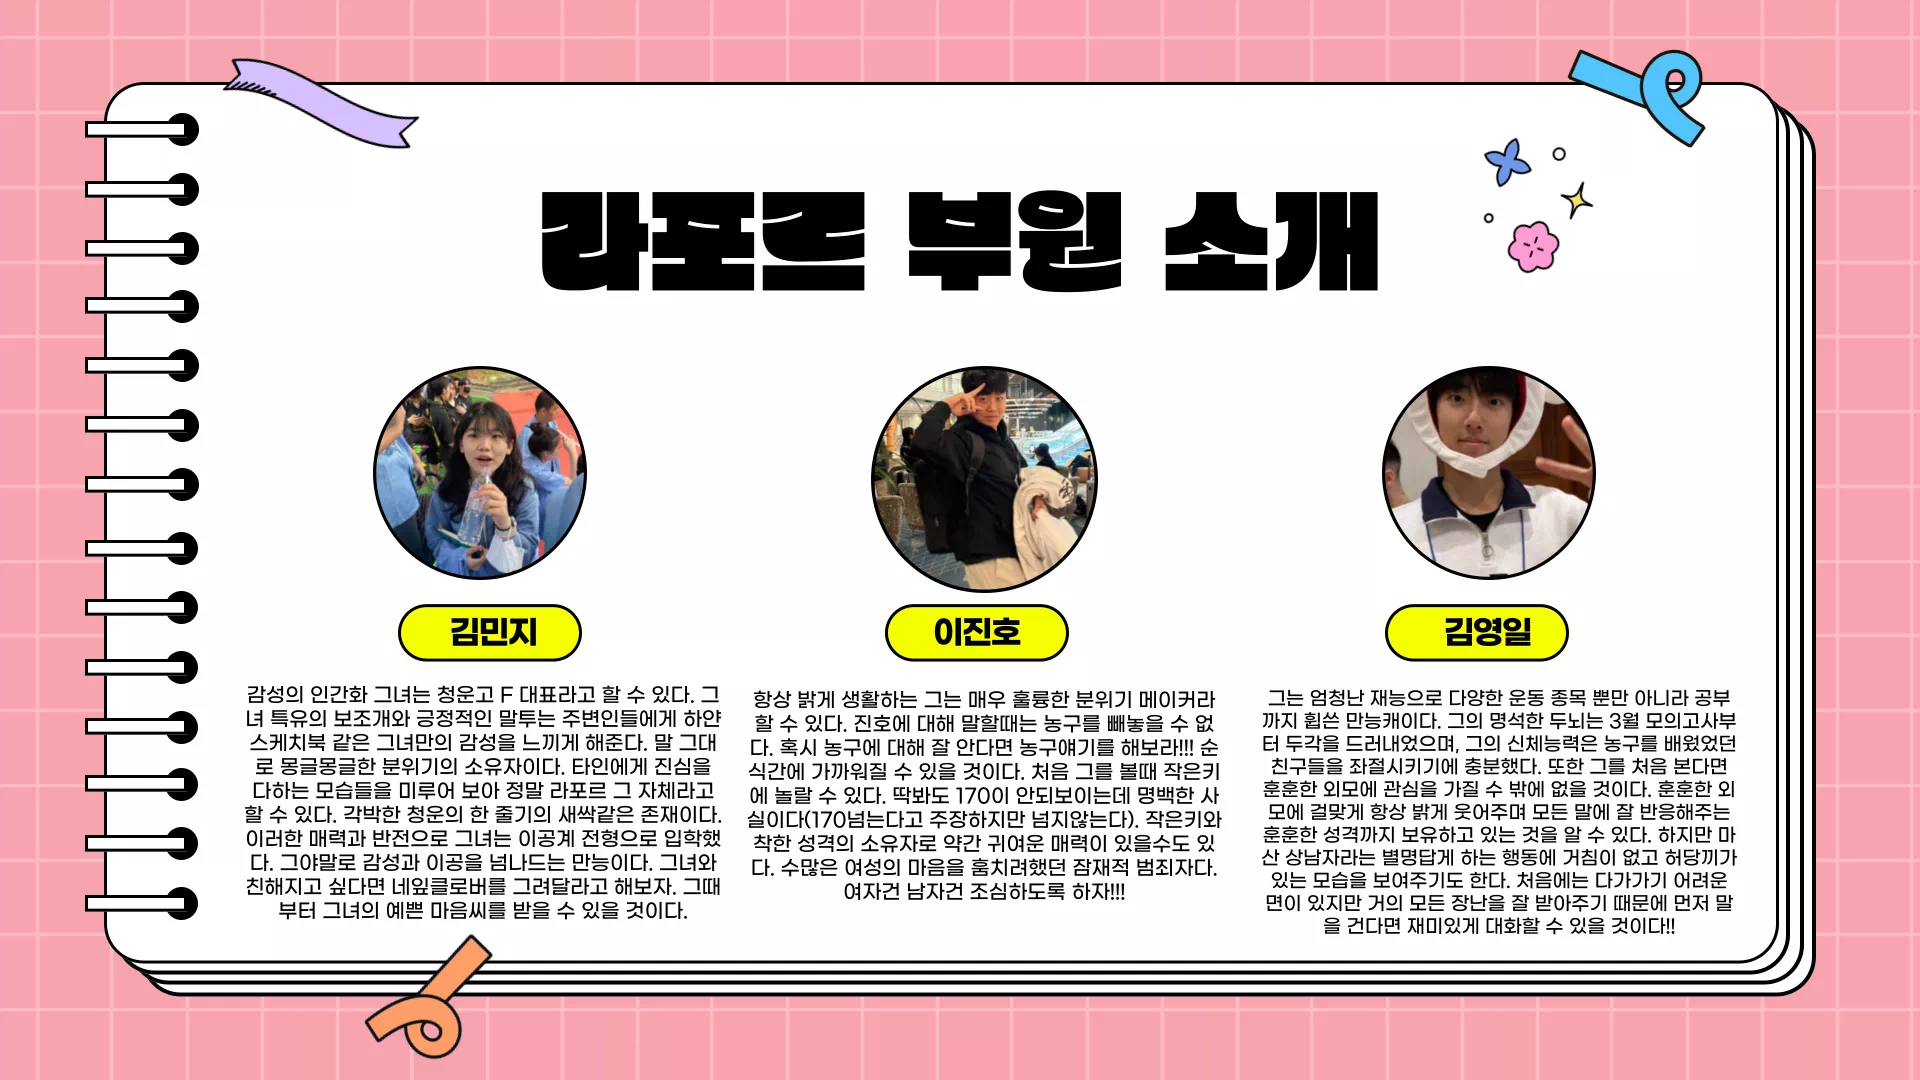 라포르 부원 소개
김민지
감성의 인간화 그녀는 청운고 F 대표라고 할 수 있다. 그
녀 특유의 보조개와 긍정적인 말투는 주변인들에게 하얀
스케치북 같은 그녀만의 감성을 느끼게 해준다. 말 그대
로 몽글몽글한 분위기의 소유자이다. 타인에게 진심을
다하는 모습들을 미루어 보아 정말 라포르 그 자체라고
할 수 있다. 각박한 청운의 한 줄기의 새싹같은 존재이다.
이러한 매력과 반전으로 그녀는 이공계 전형으로 입학했
다. 그야말로 감성과 이공을 넘나드는 만능이다. 그녀와
친해지고 싶다면 네잎클로버를 그려달라고 해보자. 그때
부터 그녀의 예쁜 마음씨를 받을 수 있을 것이다.
이진호
항상 밝게 생활하는 그는 매우 훌륭한 분위기 메이커라
할 수 있다. 진호에 대해 말할때는 농구를 빼놓을 수 없
다. 혹시 농구에 대해 잘 안다면 농구얘기를 해보라!!! 순
식간에 가까워질 수 있을 것이다. 처음 그를 볼때 작은키
에 놀랄 수 있다. 딱봐도 170이 안되보이는데 명백한 사
실이다(170넘는다고 주장하지만 넘지않는다). 작은키와
착한 성격의 소유자로 약간 귀여운 매력이 있을수도 있
다. 수많은 여성의 마음을 훔치려했던 잠재적 범죄자다.
여자건 남자건 조심하도록 하자!!!
김영일
그는 엄청난 재능으로 다양한 운동 종목 뿐만 아니라 공부
까지 휩쓴 만능캐이다. 그의 명석한 두뇌는 3월 모의고사부
터 두각을 드러내었으며, 그의 신체능력은 농구를 배웠었던
친구들을 좌절시키기에 충분했다. 또한 그를 처음 본다면
훈훈한 외모에 관심을 가질 수 밖에 없을 것이다. 훈훈한 외
모에 걸맞게 항상 밝게 웃어주며 모든 말에 잘 반응해주는
훈훈한 성격까지 보유하고 있는 것을 알 수 있다. 하지만 마
산 상남자라는 별명답게 하는 행동에 거침이 없고 허당끼가
있는 모습을 보여주기도 한다. 처음에는 다가가기 어려운
면이 있지만 거의 모든 장난을 잘 받아주기 때문에 먼저 말
을 건다면 재미있게 대화할 수 있을 것이다!!